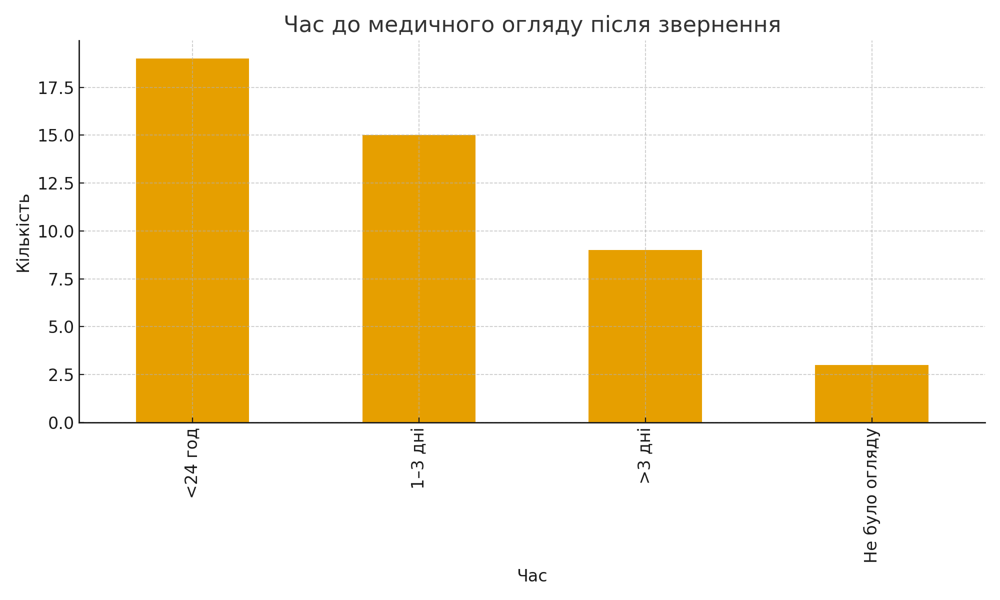 Час до медичного огляду після звернення
Кількість
17.5
15.0
12.5
10.0
7.5
5.0
2.5
0.0
<24 год
1–3 дні
>3 дні
Не було огляду
Час